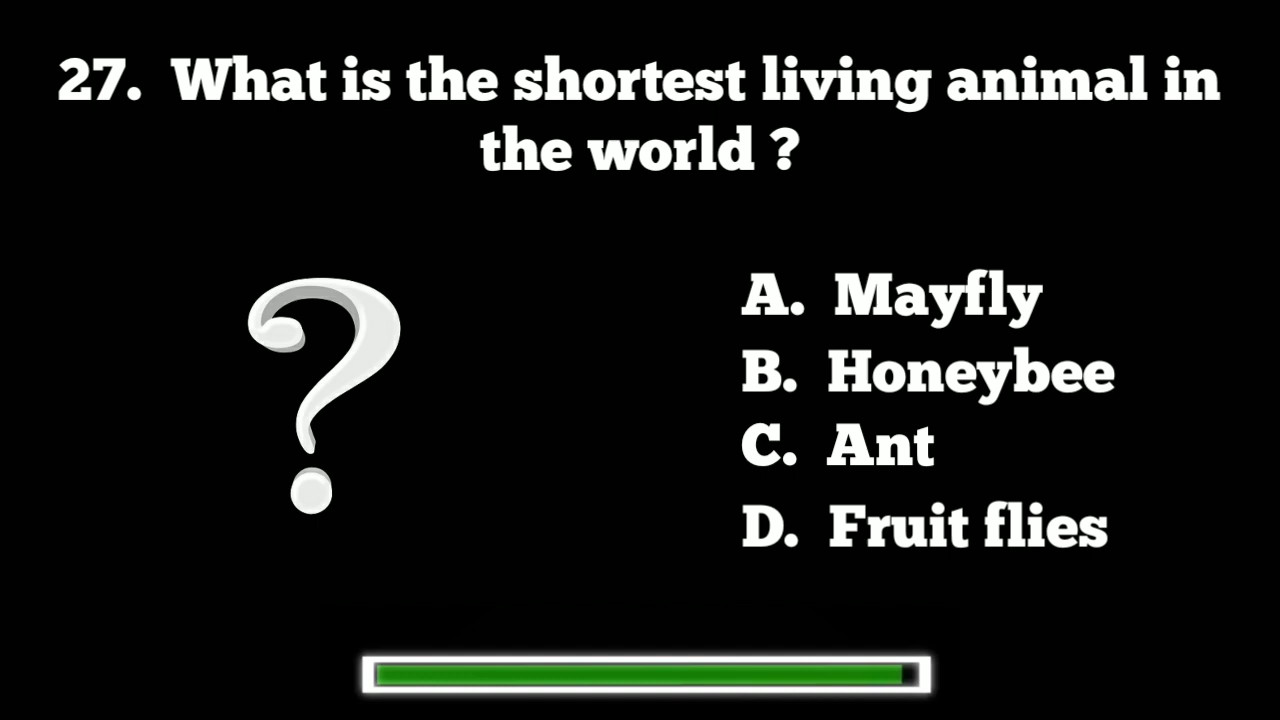 27. What is the shortest living animal in
the world ?
A. Mayfly
B. Honeybee
C. Ant
D. Fruit flies